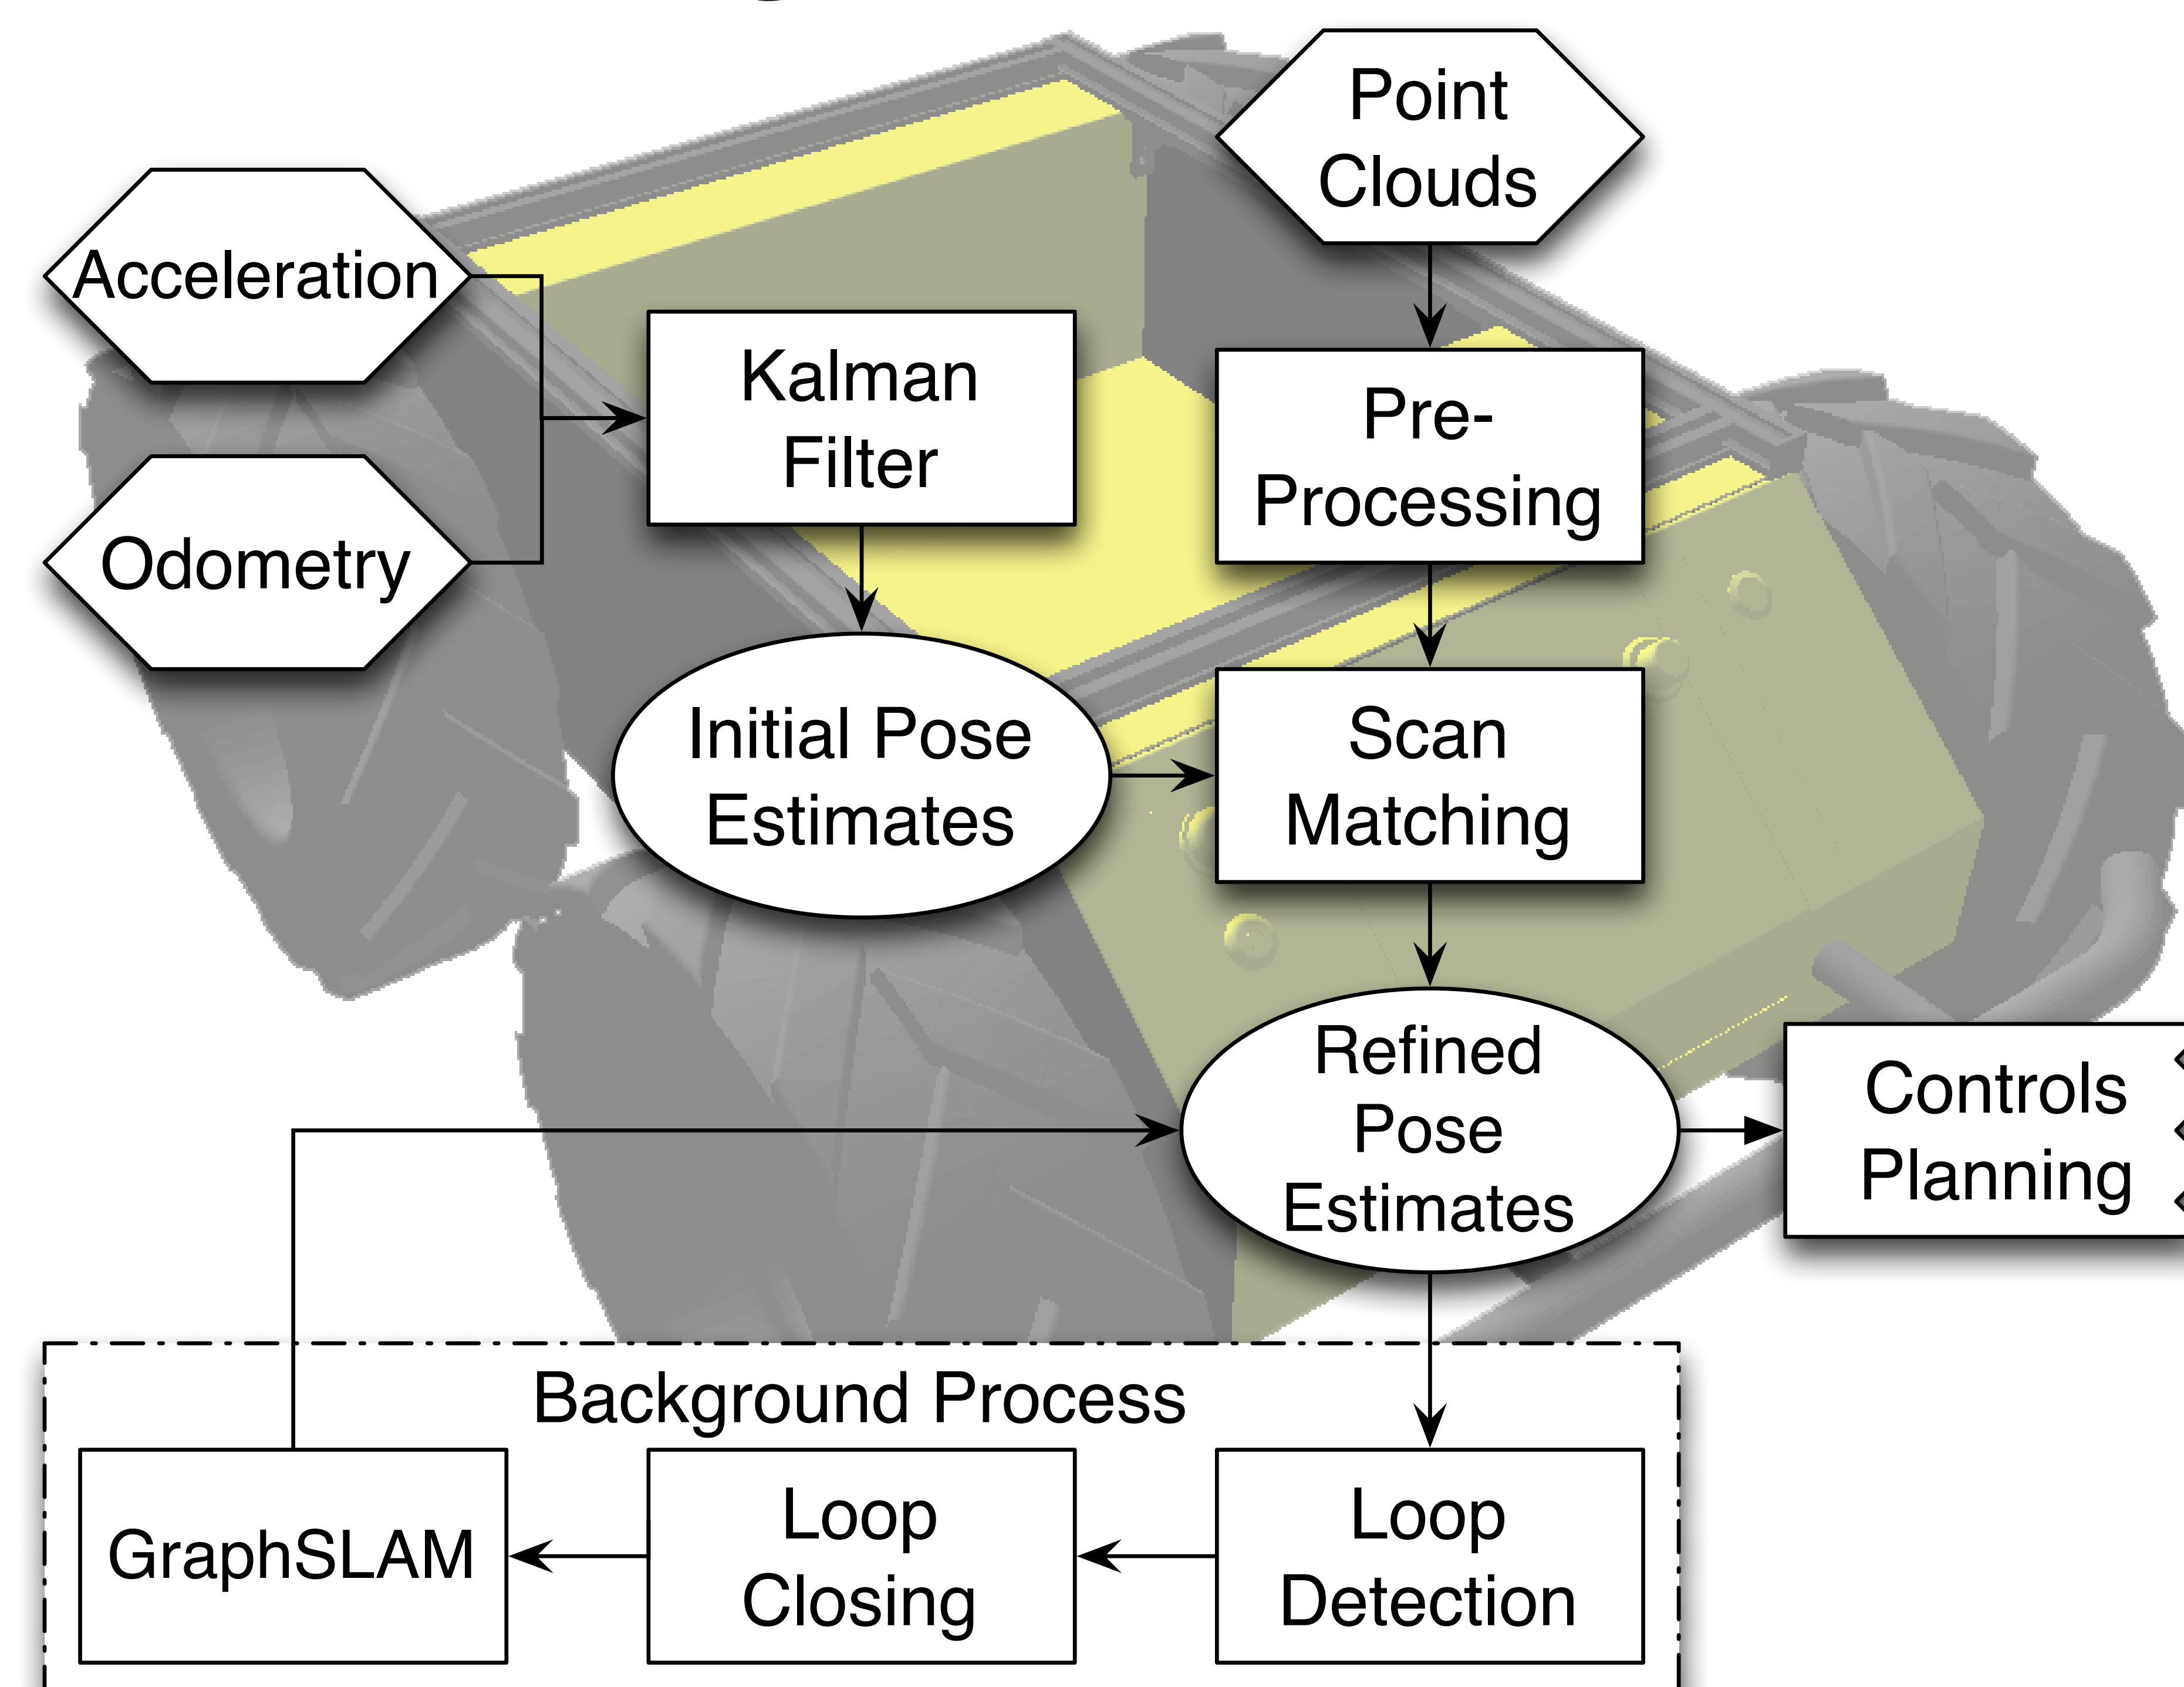 Point
Clouds
Acceleration
Kalman
Filter
Pre-
Processing
Odometry
Initial Pose
Estimates
Scan
Matching
Refined
Pose
Estimates
Controls
Planning
Background Process
GraphSLAM
Loop
Closing
Loop
Detection